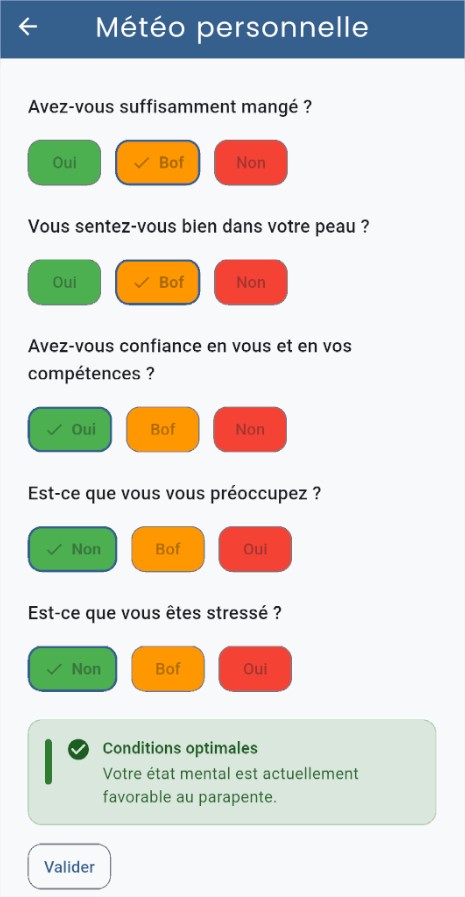 Météo personnelle
Avez-vous suffisamment mangé ?
Oui Bof Non
Vous sentez-vous bien dans votre peau ?
Oui Bof Non
Avez-vous confiance en vous et en vos
compétences ?
Oui Bof Non
Est-ce que vous vous préoccupez ?
Non Bof Oui
Est-ce que vous êtes stressé ?
Non Bof Oui
Conditions optimales
Votre état mental est actuellement
favorable au parapente.
Valider